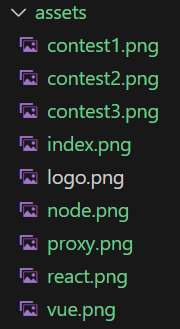 assets
contest1.png
contest2.png
contest3.png
index.png
logo.png
node.png
proxy.png
react.png
vue.png